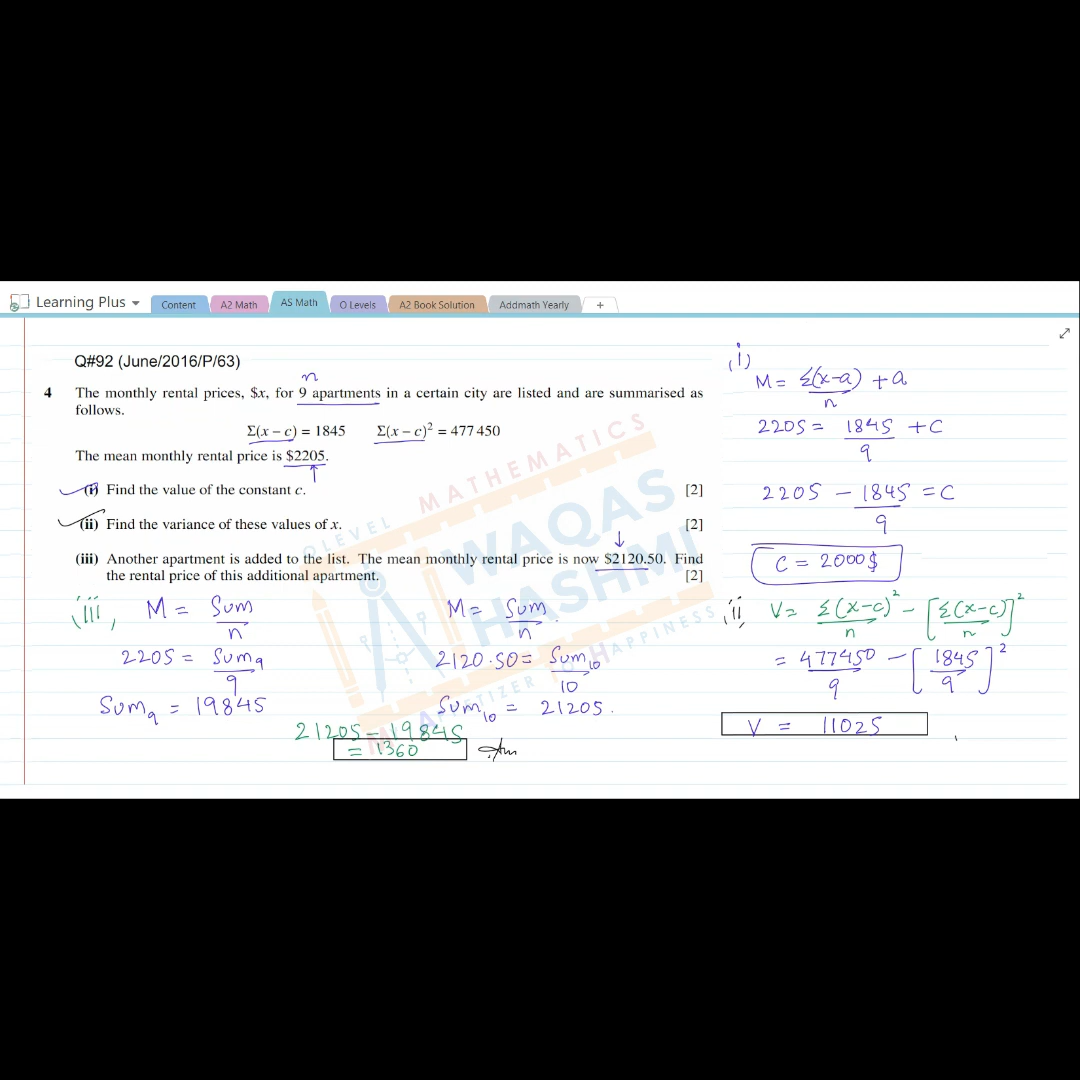 Learning Plus Content A2 Math AS Math O Levels A2 Book Solution Addmath Yearly +
Q#92 (June/2016/P/63)
n
4 The monthly rental prices, $x, for 9 apartments in a certain city are listed and are summarised as
follows.
Σ(x – c) = 1845 Σ(x – c)² = 477 450
The mean monthly rental price is $2205.
(i) Find the value of the constant c. [2]
(ii) Find the variance of these values of x. [2]
(iii) Another apartment is added to the list. The mean monthly rental price is now $2120.50. Find
the rental price of this additional apartment. [2]
(iii, M = Sum/n
2205 = Sum₉/9
Sum₉ = 19845
M = Sum/n
2120.50 = Sum₁₀/10
Sum₁₀ = 21205.
21205 – 19845
= 1360 Ans
(i)
M = Σ(x-a)/n + a
2205 = 1845/9 + C
2205 – 1845/9 = C
C = 2000$
(ii, V = Σ(x-c)²/n – [Σ(x-c)/n]²
= 477450/9 – [1845/9]²
V = 11025
OLEVEL MATHEMATICS
WAQAS
HASHMI
AN APPETIZER TO HAPPINESS